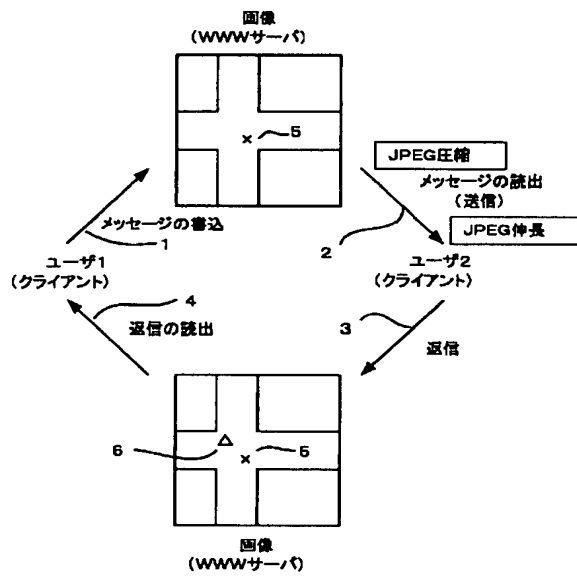 画像
(WWWサーバ)
×
5
JPEG圧縮
メッセージの読出
(送信)
JPEG伸長
メッセージの書込
1
2
ユーザ1
(クライアント)
ユーザ2
(クライアント)
4
3
返信の読出
返信
△
6
×
5
画像
(WWWサーバ)